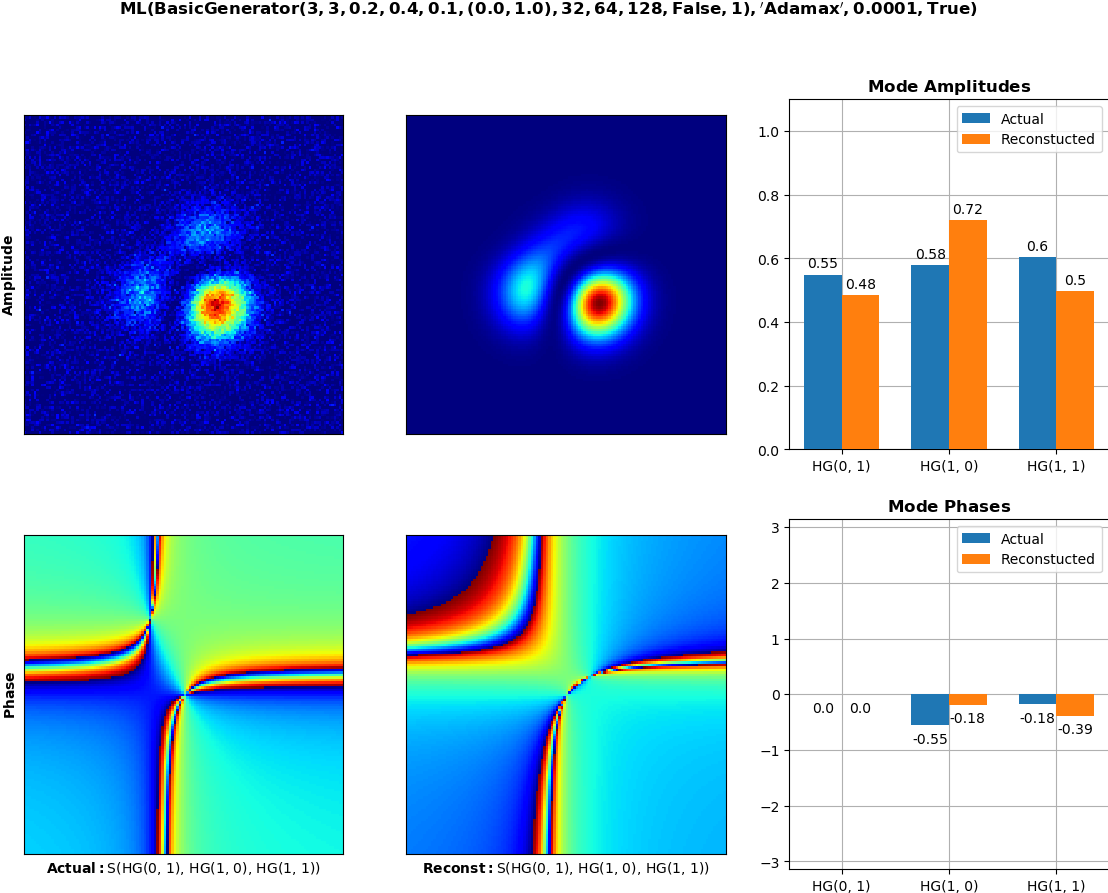 ML(BasicGenerator(3, 3, 0.2, 0.4, 0.1, (0.0, 1.0), 32, 64, 128, False, 1), ′Adamax′, 0.0001, True)
Amplitude
Mode Amplitudes
Actual
Reconstucted
1.0
0.8
0.6
0.4
0.2
0.0
0.55
0.48
0.58
0.72
0.6
0.5
HG(0, 1)
HG(1, 0)
HG(1, 1)
Phase
Actual: S(HG(0, 1), HG(1, 0), HG(1, 1))
Reconst: S(HG(0, 1), HG(1, 0), HG(1, 1))
Mode Phases
Actual
Reconstucted
3
2
1
0
−1
−2
−3
0.0
0.0
-0.55
-0.18
-0.18
-0.39
HG(0, 1)
HG(1, 0)
HG(1, 1)